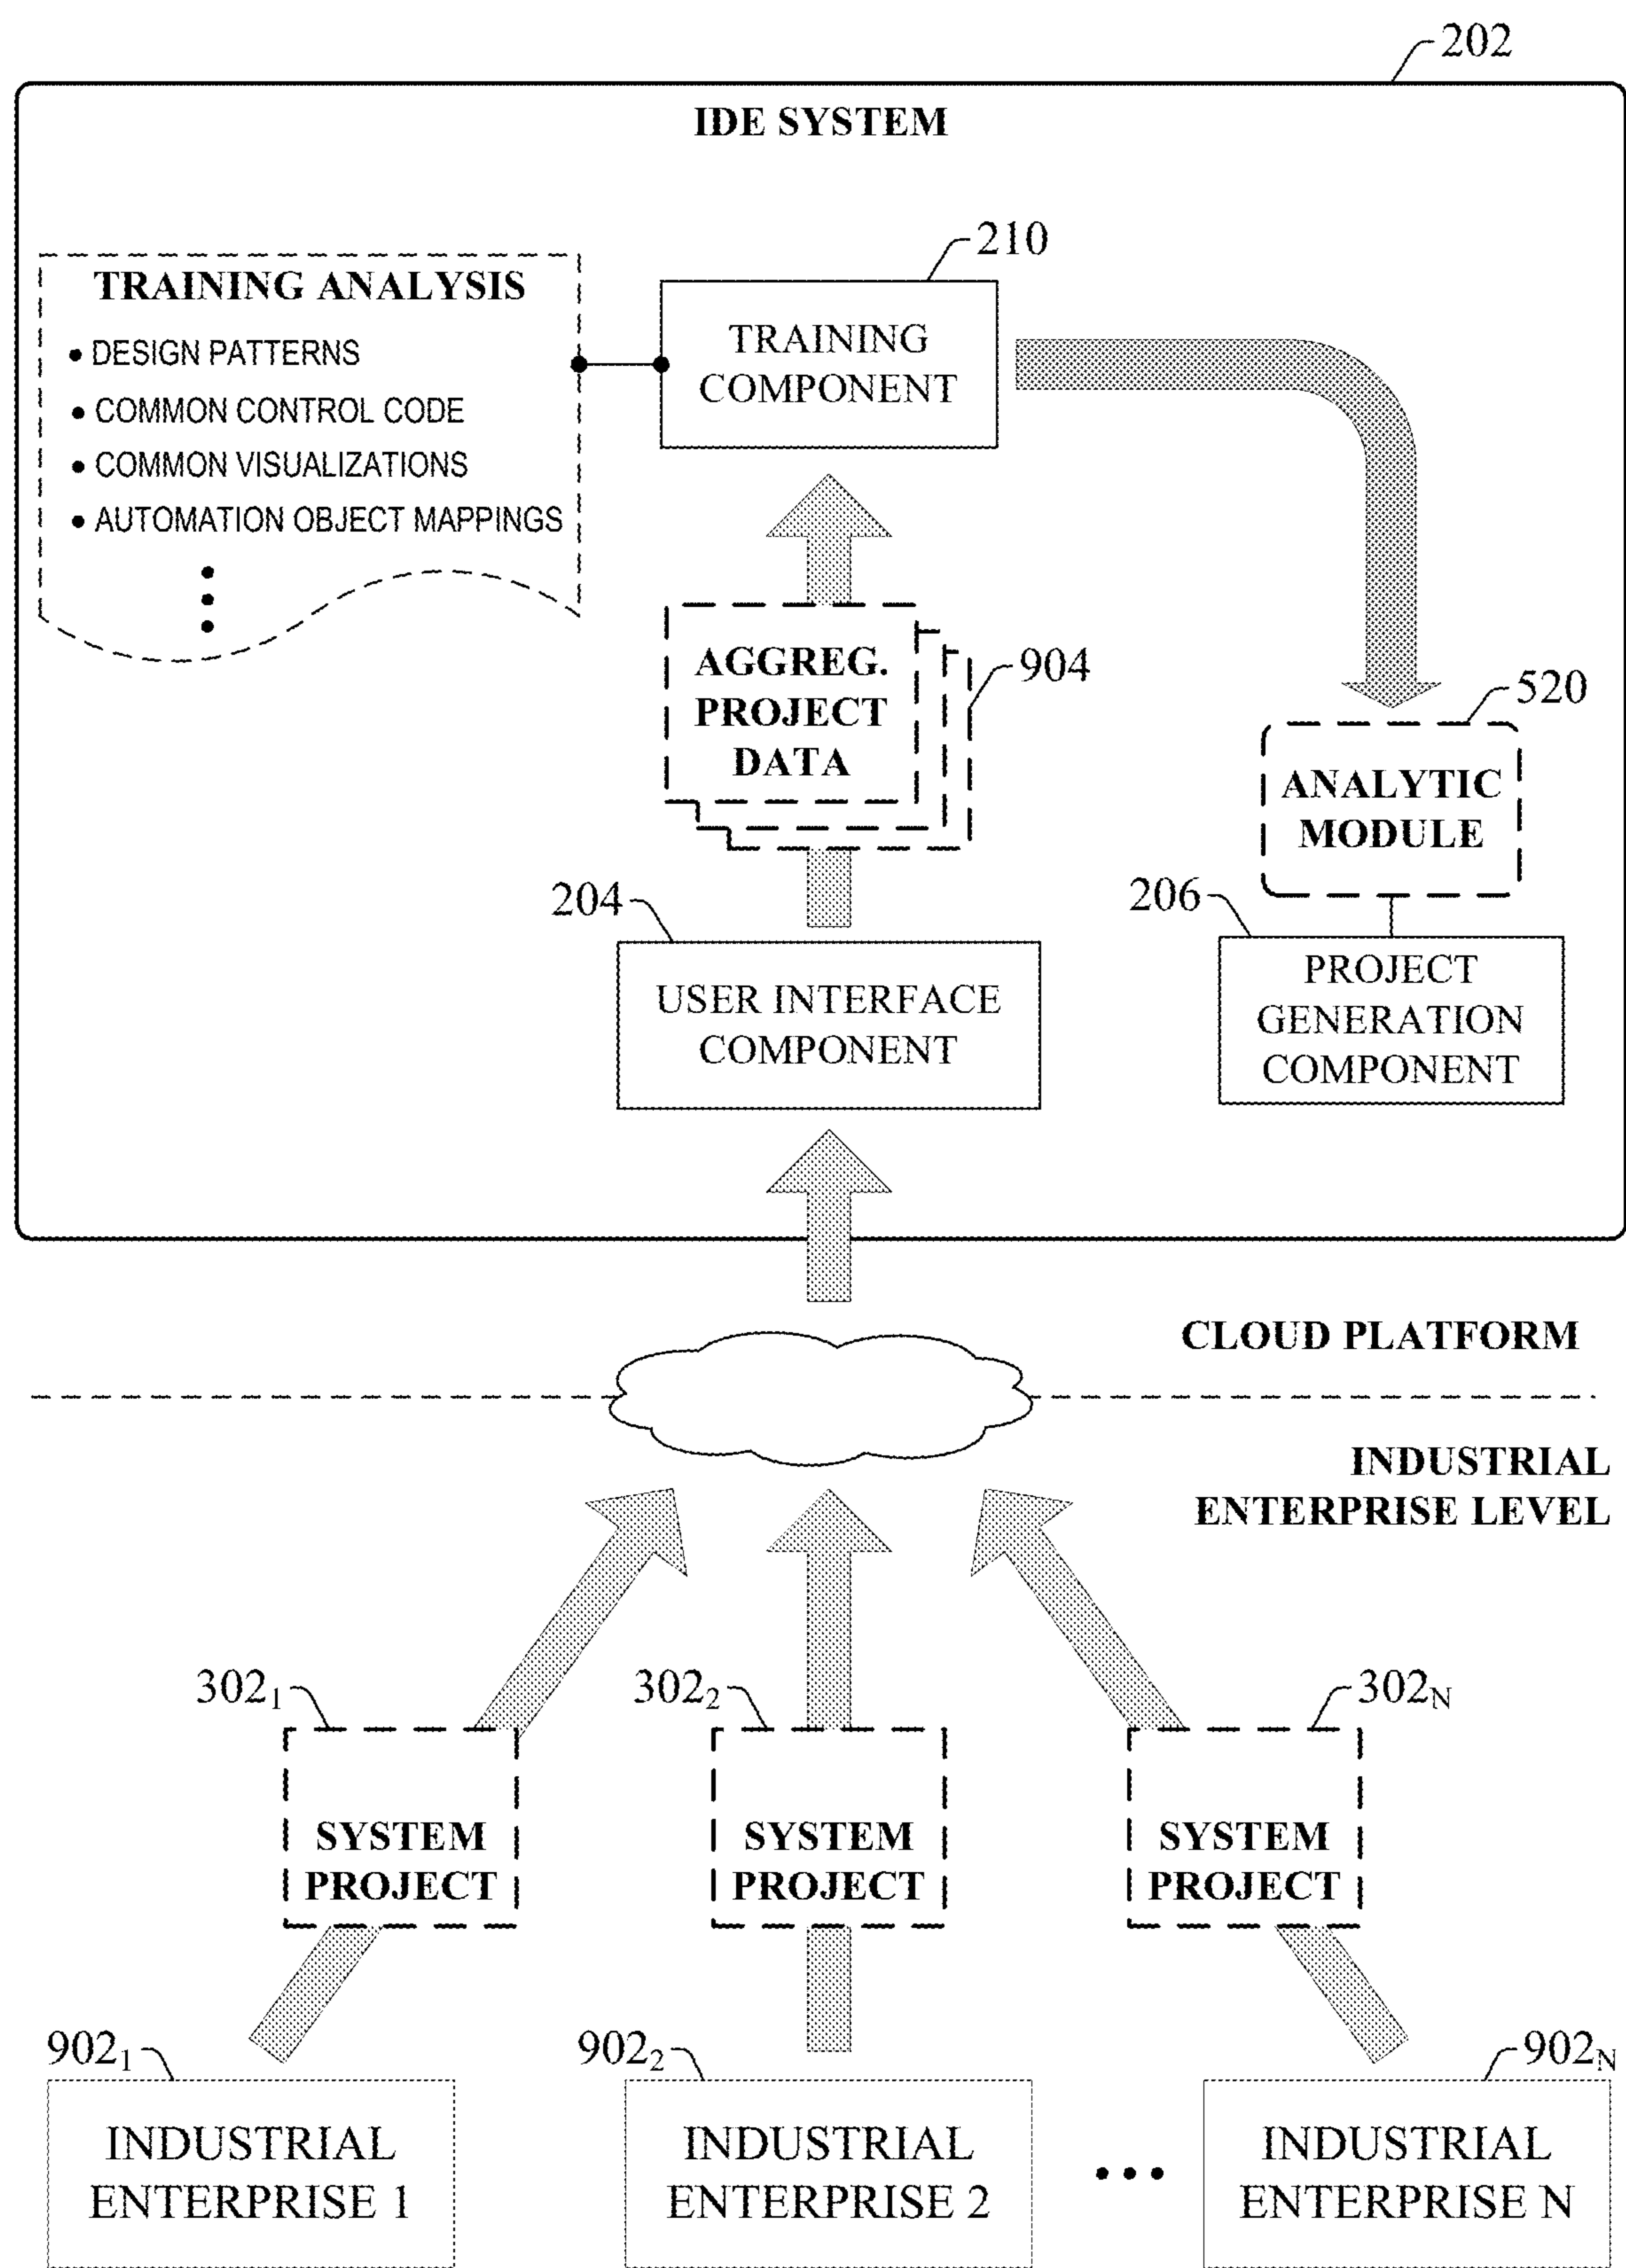 202
IDE SYSTEM
210
TRAINING ANALYSIS
• DESIGN PATTERNS
• COMMON CONTROL CODE
• COMMON VISUALIZATIONS
• AUTOMATION OBJECT MAPPINGS
TRAINING
COMPONENT
AGGREG.
PROJECT
DATA
904
520
ANALYTIC
MODULE
204
USER INTERFACE
COMPONENT
206
PROJECT
GENERATION
COMPONENT
CLOUD PLATFORM
INDUSTRIAL
ENTERPRISE LEVEL
302₁
SYSTEM
PROJECT
302₂
SYSTEM
PROJECT
302N
SYSTEM
PROJECT
902₁
INDUSTRIAL
ENTERPRISE 1
902₂
INDUSTRIAL
ENTERPRISE 2
•••
902N
INDUSTRIAL
ENTERPRISE N